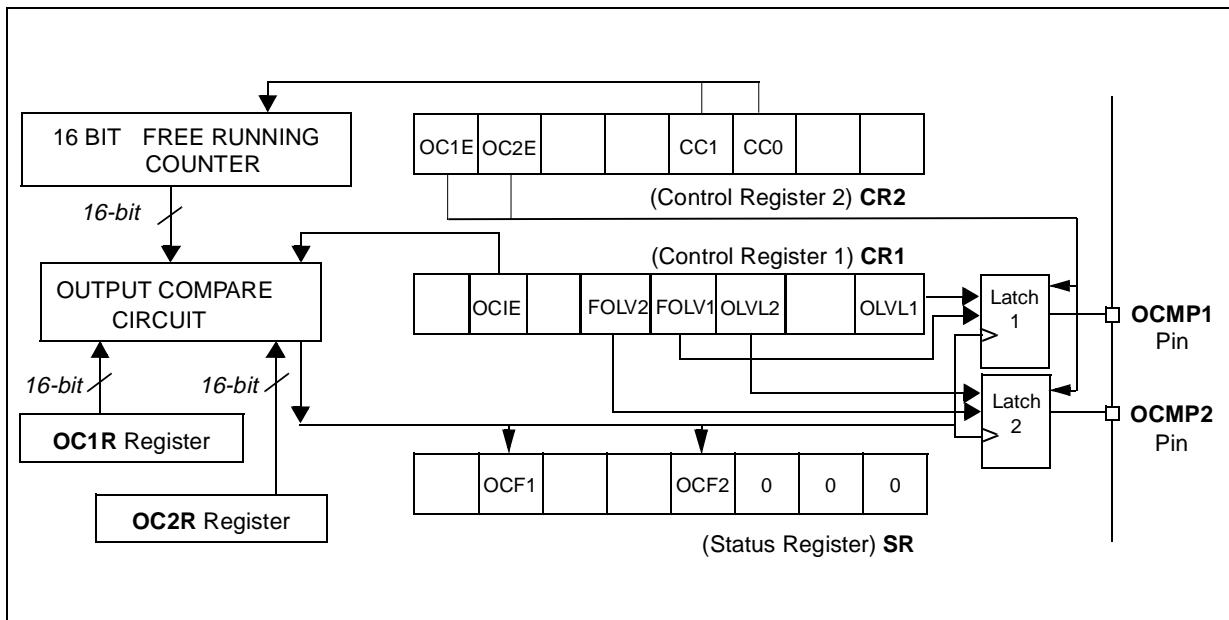 16 BIT FREE RUNNING
COUNTER
OC1E OC2E CC1 CC0
(Control Register 2) CR2
16-bit
(Control Register 1) CR1
OUTPUT COMPARE
CIRCUIT
OCIE FOLV2 FOLV1 OLVL2 OLVL1
Latch
1
OCMP1
Pin
16-bit 16-bit
Latch
2
OCMP2
Pin
OC1R Register
OCF1 OCF2 0 0 0
OC2R Register
(Status Register) SR